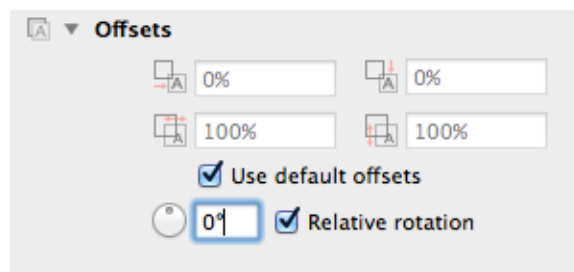 Offsets
0% 0%
100% 100%
Use default offsets
0° Relative rotation